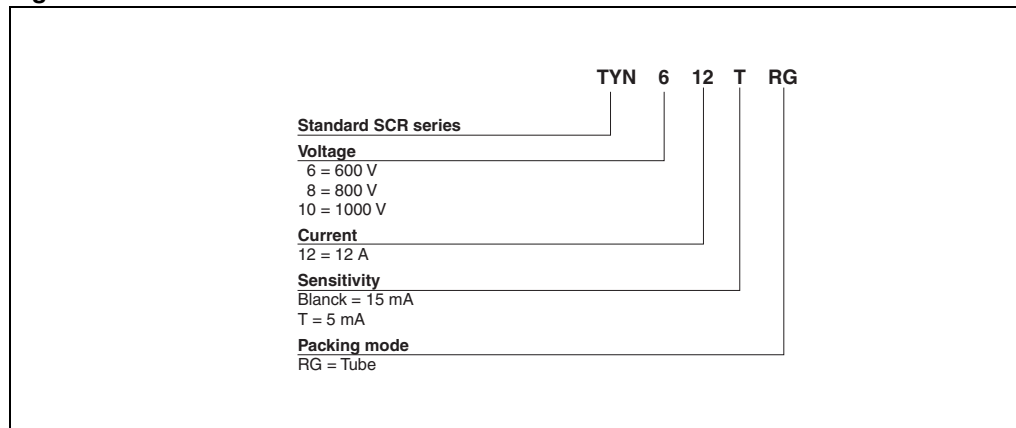 TYN 6 12 T RG
Standard SCR series
Voltage
6 = 600 V
8 = 800 V
10 = 1000 V
Current
12 = 12 A
Sensitivity
Blanck = 15 mA
T = 5 mA
Packing mode
RG = Tube